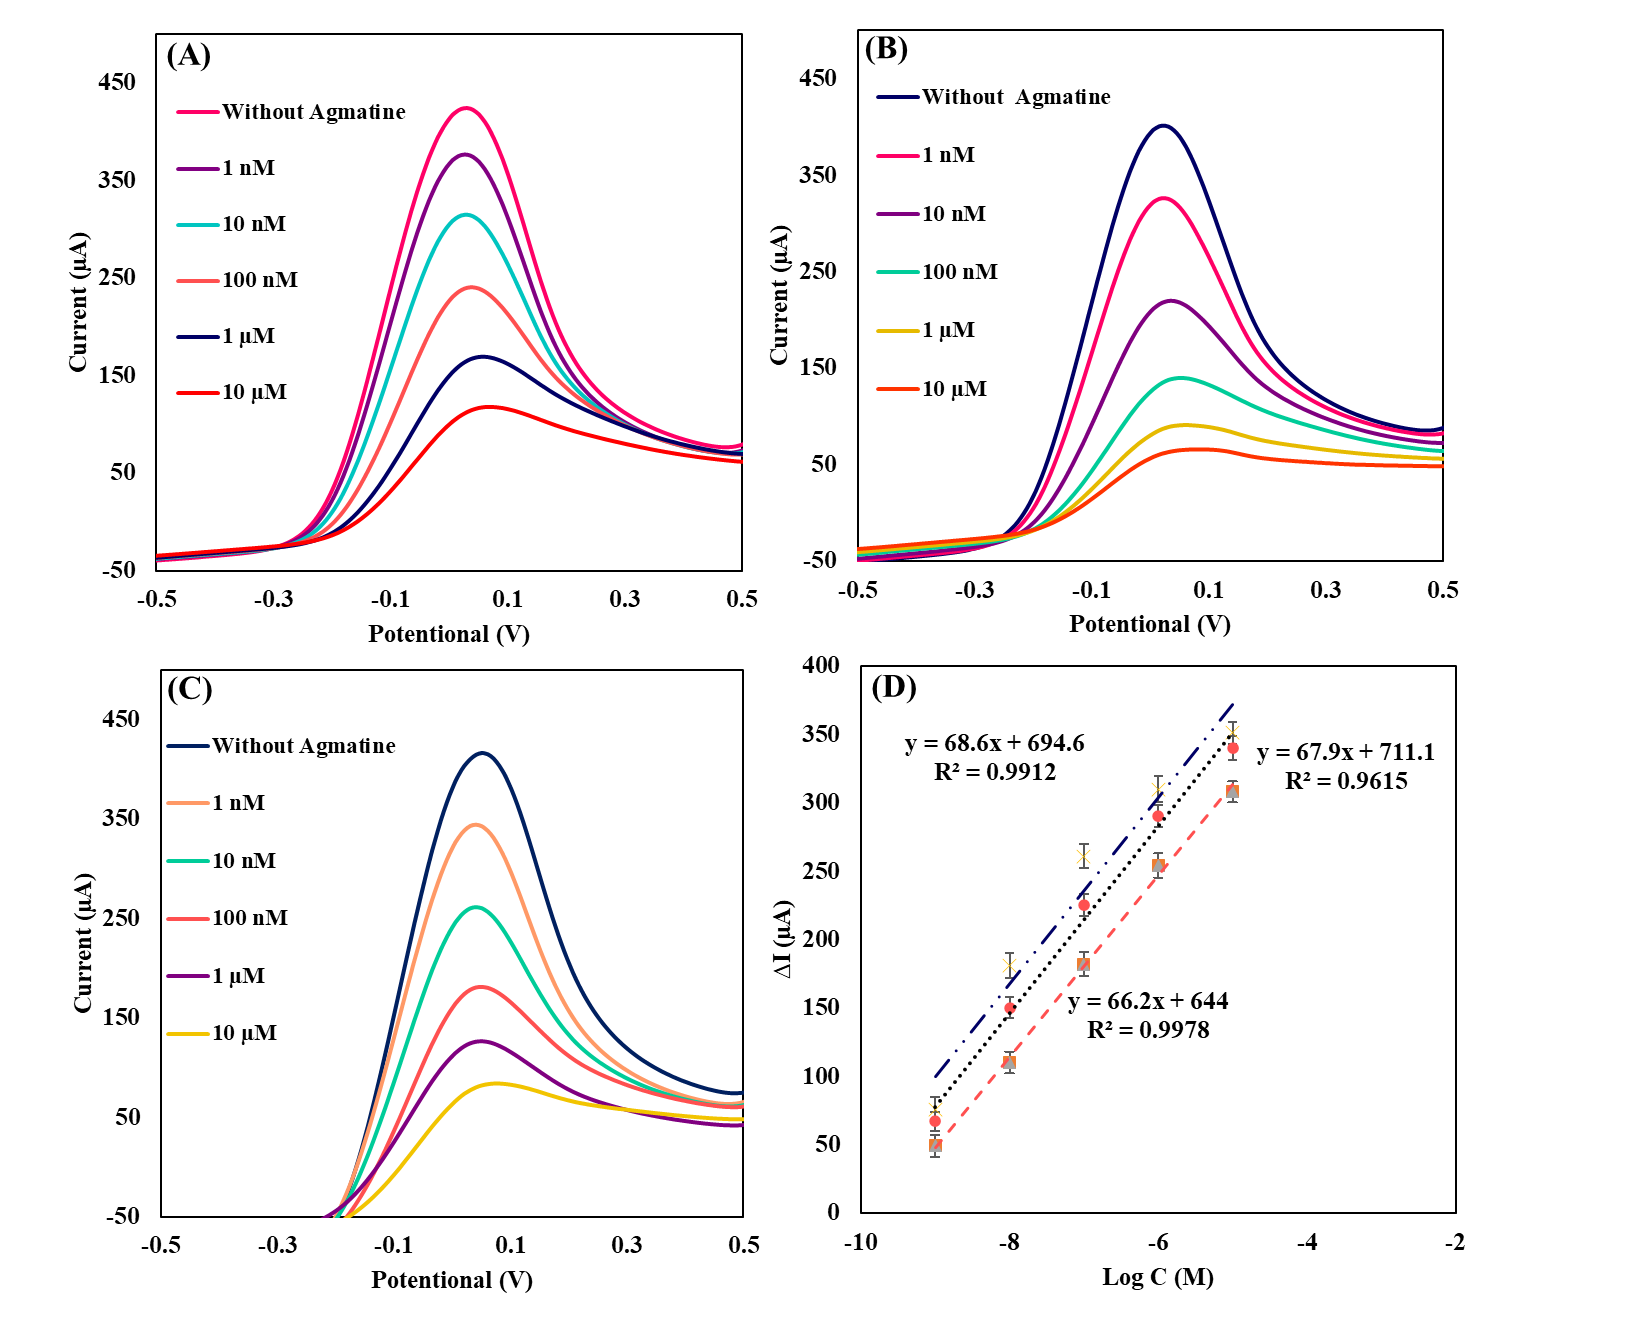 (A)
450
350
250
150
50
-50
Current (μA)
Without Agmatine
1 nM
10 nM
100 nM
1 μM
10 μM
-0.5
-0.3
-0.1
0.1
0.3
0.5
Potentional (V)
(B)
450
350
250
150
50
-50
Current (μA)
Without Agmatine
1 nM
10 nM
100 nM
1 μM
10 μM
-0.5
-0.3
-0.1
0.1
0.3
0.5
Potentional (V)
(C)
450
350
250
150
50
-50
Current (μA)
Without Agmatine
1 nM
10 nM
100 nM
1 μM
10 μM
-0.5
-0.3
-0.1
0.1
0.3
0.5
Potentional (V)
(D)
400
350
300
250
200
150
100
50
0
ΔI (μA)
y = 68.6x + 694.6
R² = 0.9912
y = 67.9x + 711.1
R² = 0.9615
y = 66.2x + 644
R² = 0.9978
-10
-8
-6
-4
-2
Log C (M)